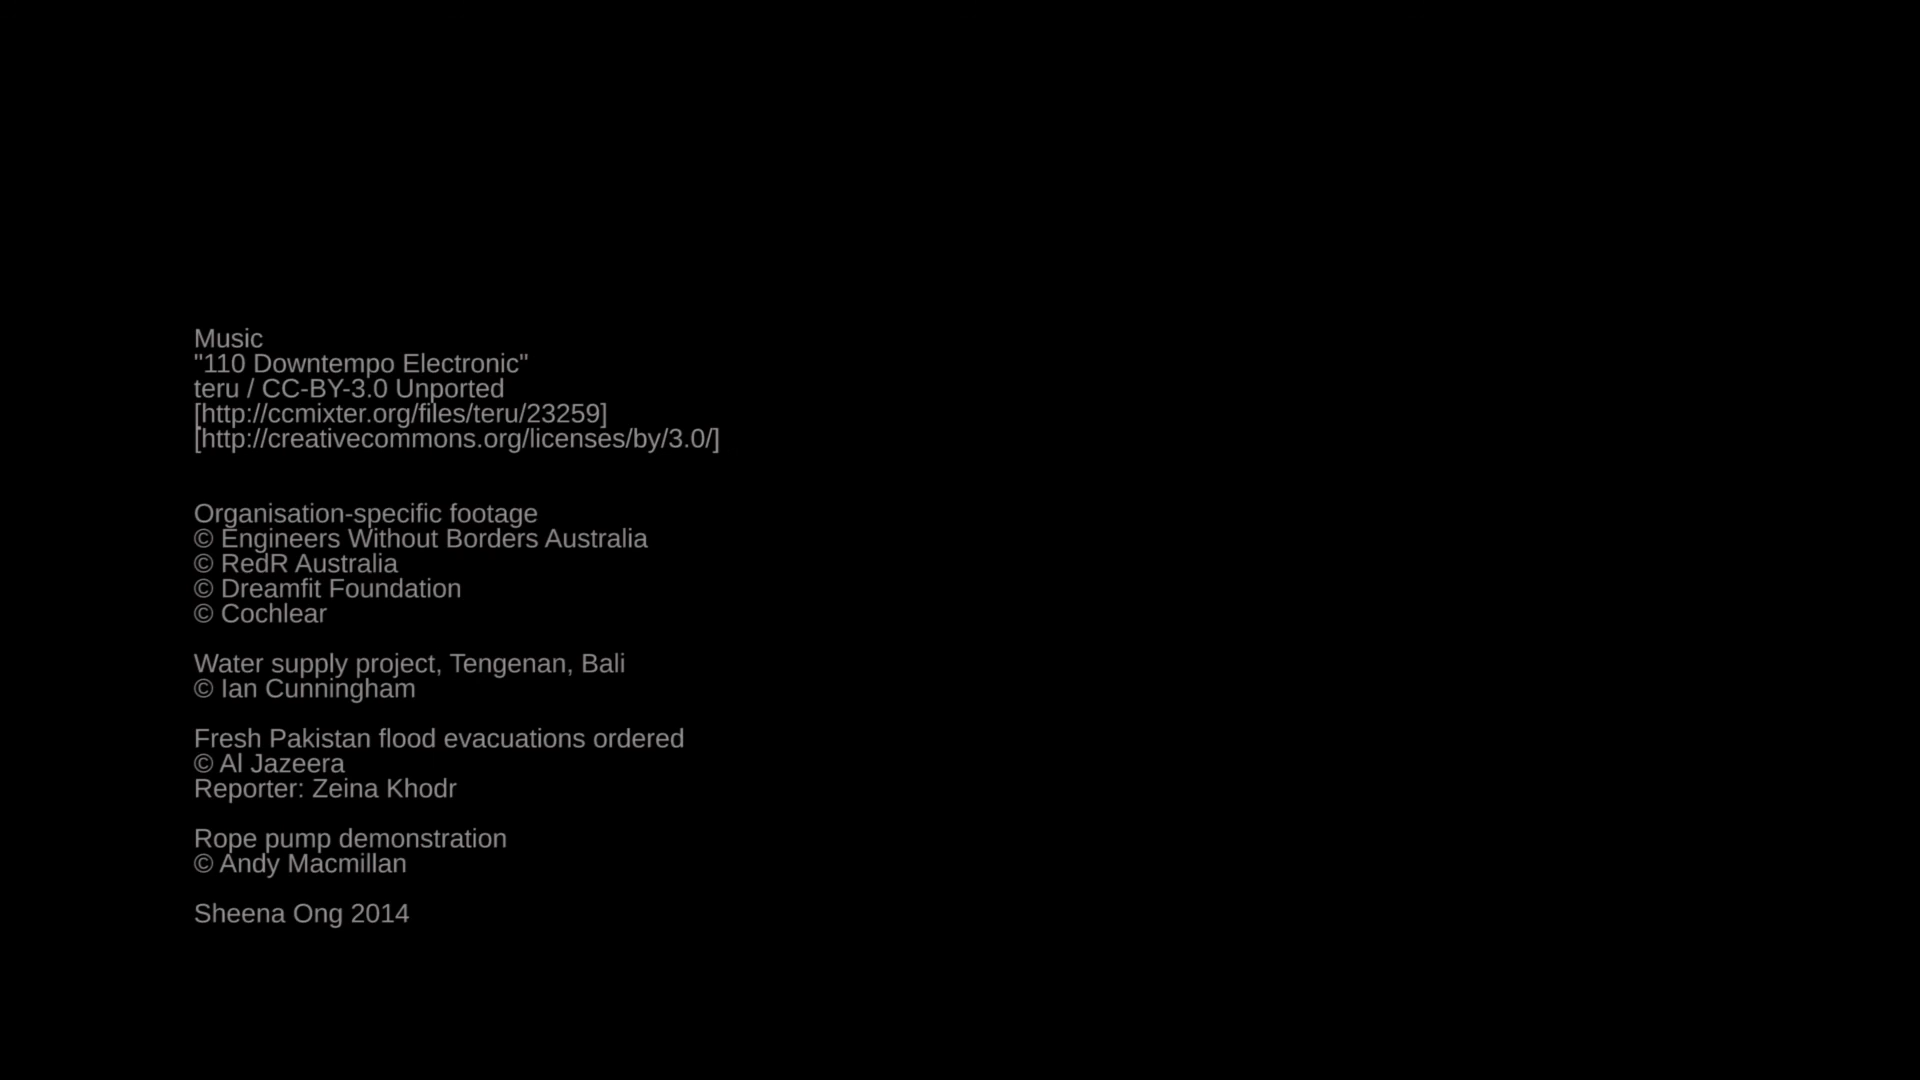 Music
"110 Downtempo Electronic"
teru / CC-BY-3.0 Unported
[http://ccmixter.org/files/teru/23259]
[http://creativecommons.org/licenses/by/3.0/]
Organisation-specific footage
© Engineers Without Borders Australia
© RedR Australia
© Dreamfit Foundation
© Cochlear
Water supply project, Tengenan, Bali
© Ian Cunningham
Fresh Pakistan flood evacuations ordered
© Al Jazeera
Reporter: Zeina Khodr
Rope pump demonstration
© Andy Macmillan
Sheena Ong 2014